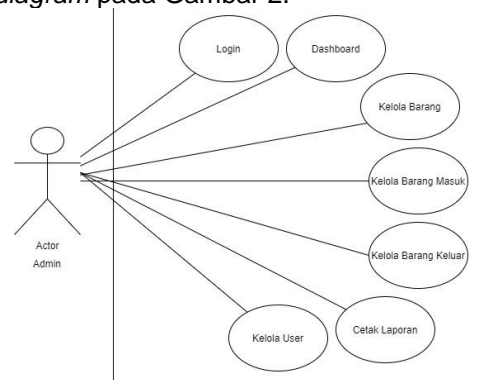 diagram pada Gambar 2.
Login
Dashboard
Kelola Barang
Kelola Barang Masuk
Kelola Barang Keluar
Cetak Laporan
Kelola User
Actor
Admin